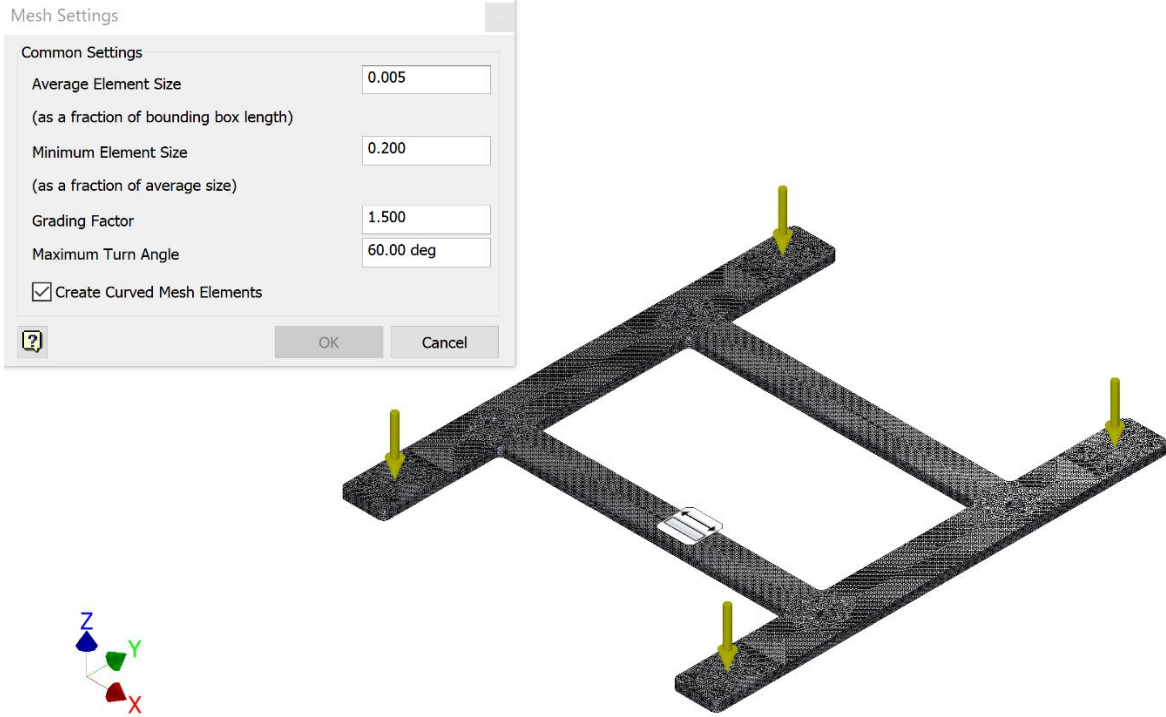 Mesh Settings
Common Settings
Average Element Size 0.005
(as a fraction of bounding box length)
Minimum Element Size 0.200
(as a fraction of average size)
Grading Factor 1.500
Maximum Turn Angle 60.00 deg
Create Curved Mesh Elements
? OK Cancel
Z
Y
X